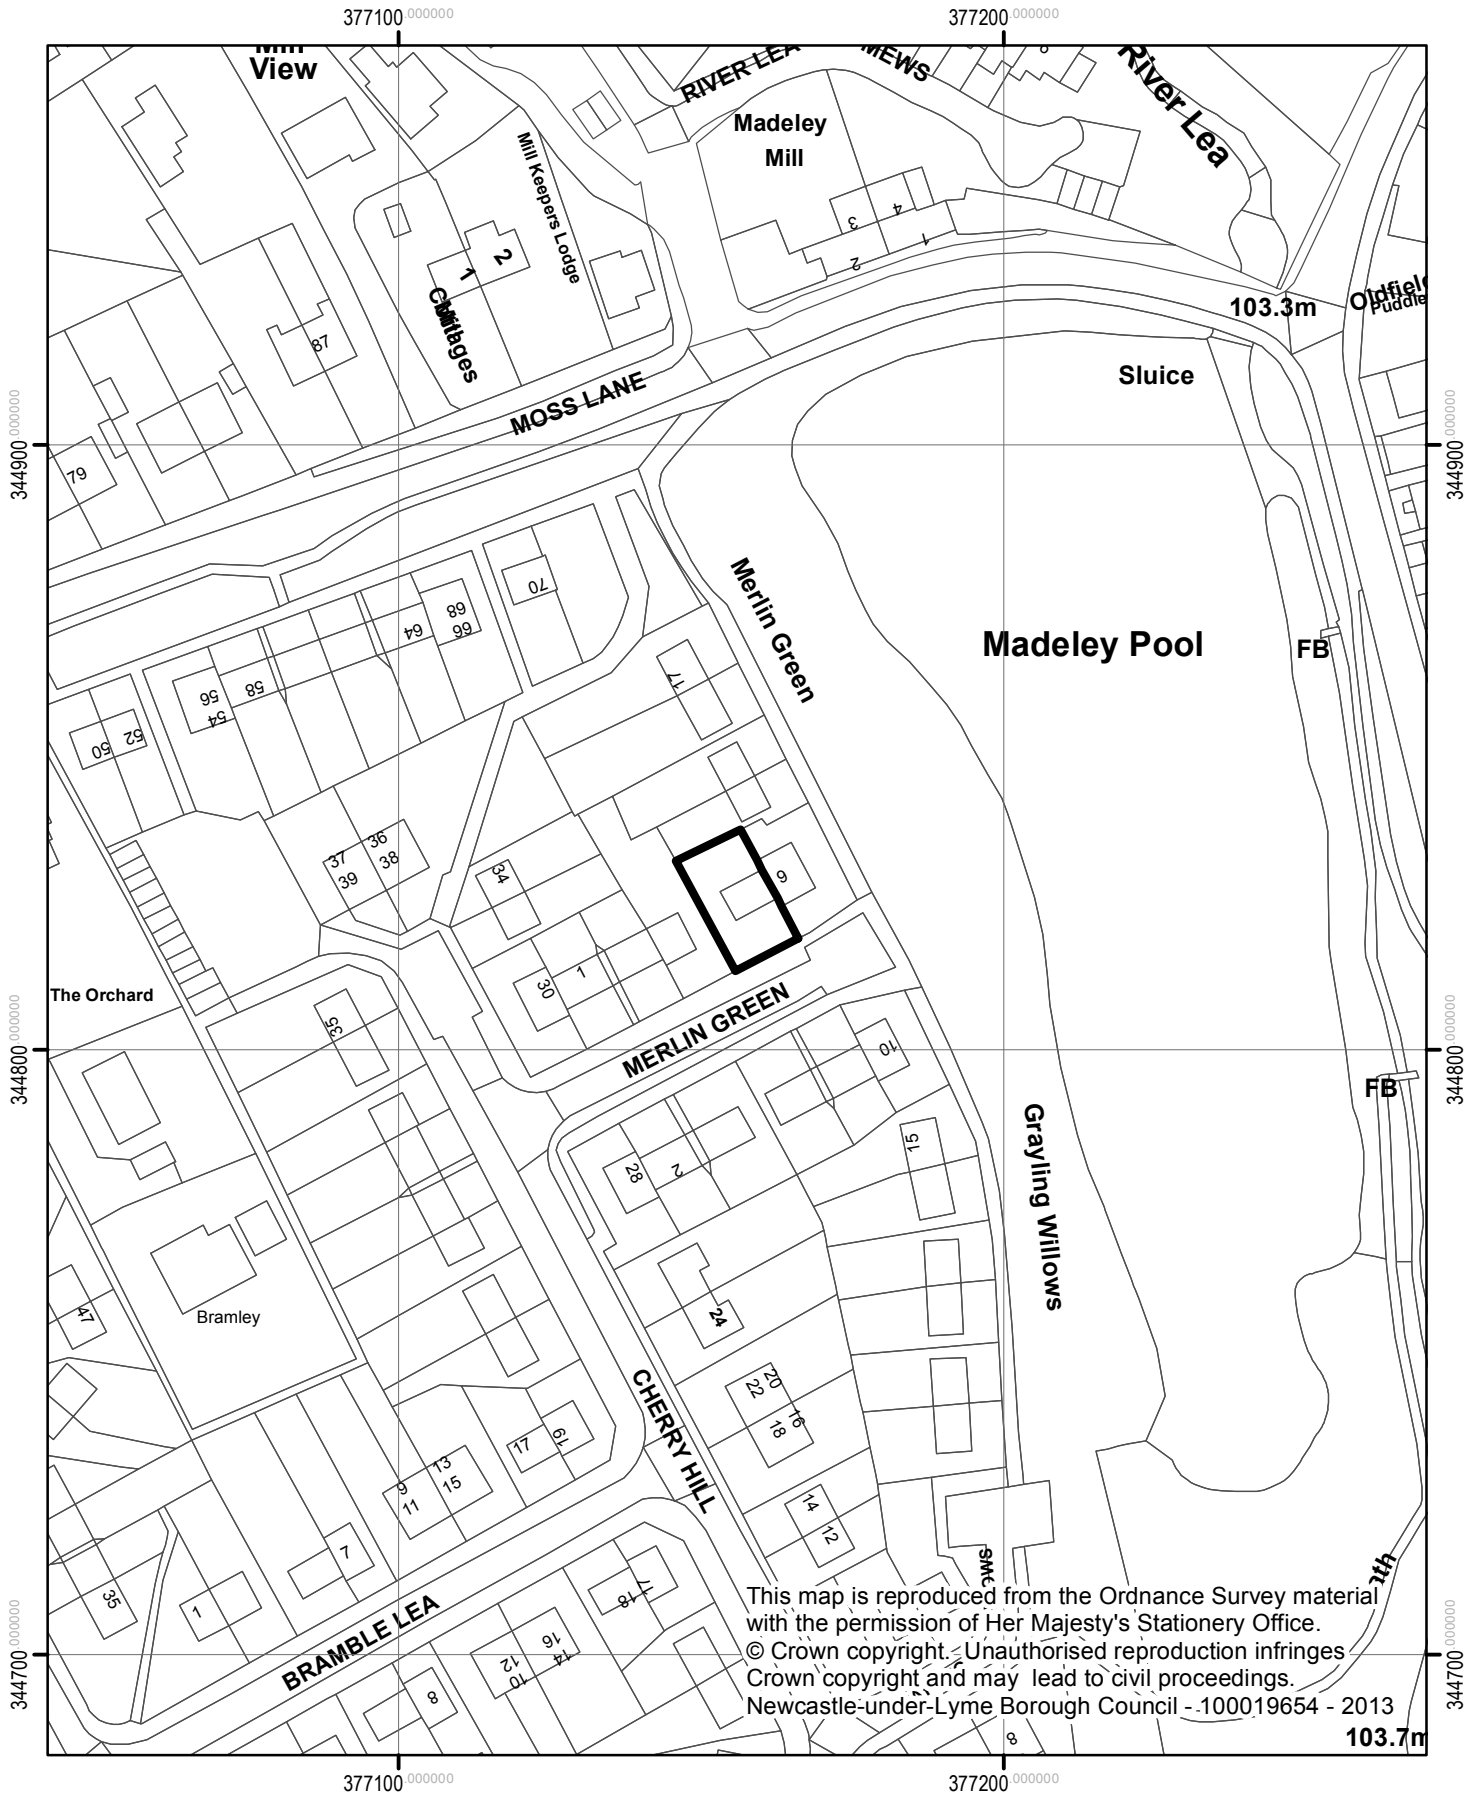 377100.000000
377200.000000
View
RIVER LEA
MEWS
River Lea
Madeley
Mill
Mill Keepers Lodge
3
4
1
2
1
2
Cottages
87
103.3m
Sluice
MOSS LANE
79
344900.000000
344900.000000
Merlin Green
Madeley Pool
FB
70
68
66
64
58
56
54
52
50
17
37
36
38
39
34
9
30
1
The Orchard
35
MERLIN GREEN
10
344800.000000
344800.000000
FB
Grayling Willows
15
28
2
24
47
Bramley
CHERRY HILL
22
20
16
18
19
17
13
15
9
11
14
12
7
35
1
BRAMBLE LEA
17
18
16
14
12
10
8
8
344700.000000
344700.000000
This map is reproduced from the Ordnance Survey material
with the permission of Her Majesty's Stationery Office.
© Crown copyright. Unauthorised reproduction infringes
Crown copyright and may lead to civil proceedings.
Newcastle-under-Lyme Borough Council - 100019654 - 2013
377100.000000
377200.000000